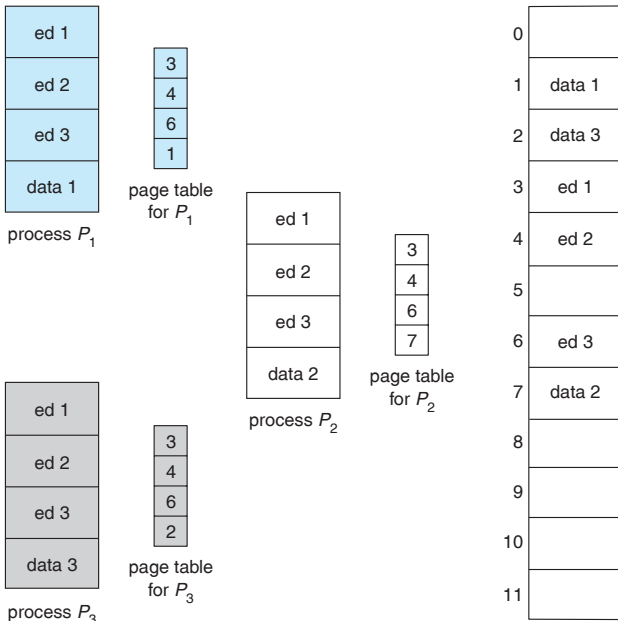 ed 1
ed 2
ed 3
data 1
process P1
3
4
6
1
page table
for P1
ed 1
ed 2
ed 3
data 2
process P2
3
4
6
7
page table
for P2
ed 1
ed 2
ed 3
data 3
process P3
3
4
6
2
page table
for P3
0
1 data 1
2 data 3
3 ed 1
4 ed 2
5
6 ed 3
7 data 2
8
9
10
11